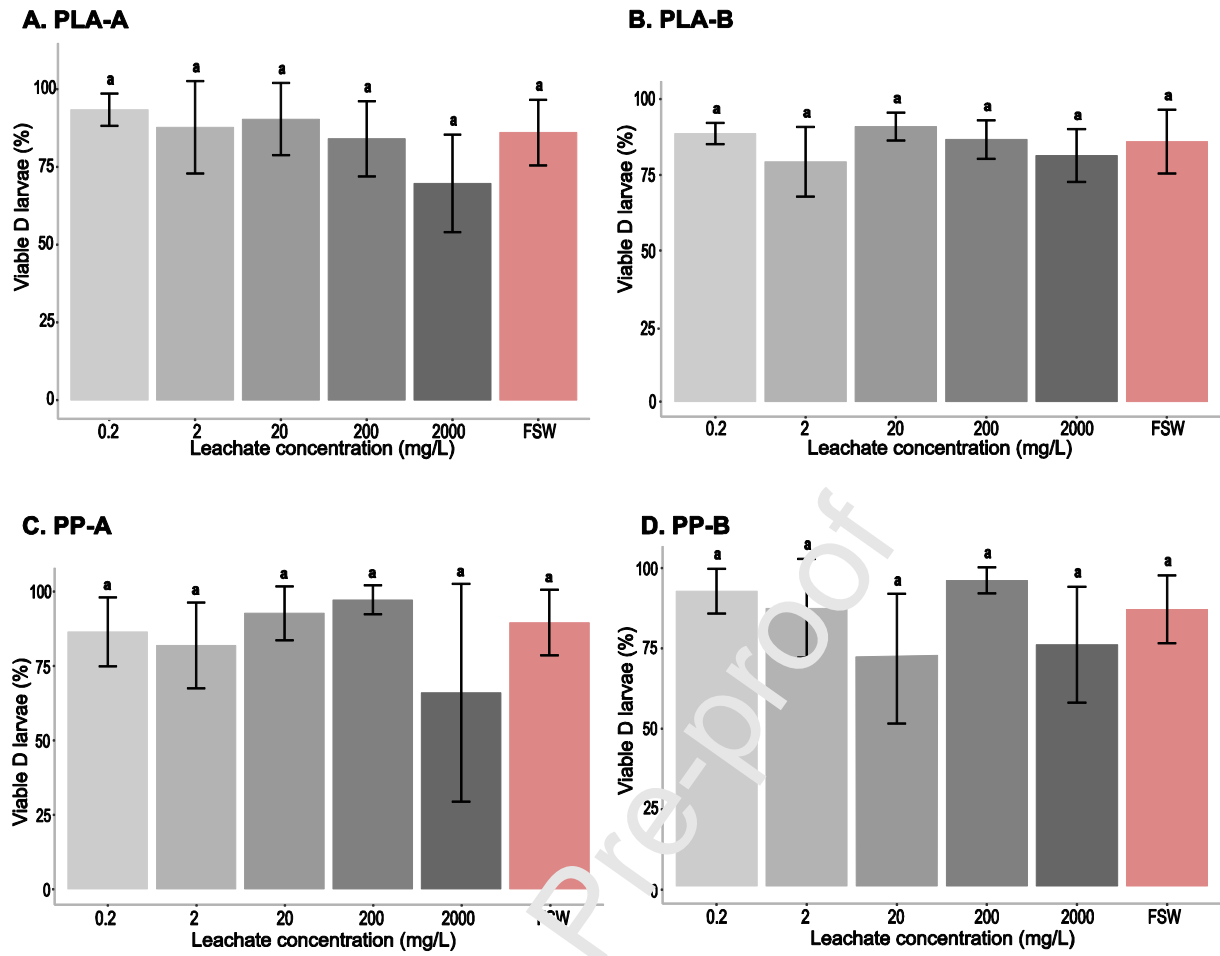 A. PLA-A
a a a a a a
Viable D larvae (%)
100
75
50
25
0
0.2 2 20 200 2000 FSW
Leachate concentration (mg/L)
B. PLA-B
a a a a a a
Viable D larvae (%)
100
75
50
25
0
0.2 2 20 200 2000 FSW
Leachate concentration (mg/L)
C. PP-A
a a a a a a
Viable D larvae (%)
100
75
50
25
0
0.2 2 20 200 2000 FSW
Leachate concentration (mg/L)
D. PP-B
a a a a a a
Viable D larvae (%)
100
75
50
25
0
0.2 2 20 200 2000 FSW
Leachate concentration (mg/L)
Pre-proof